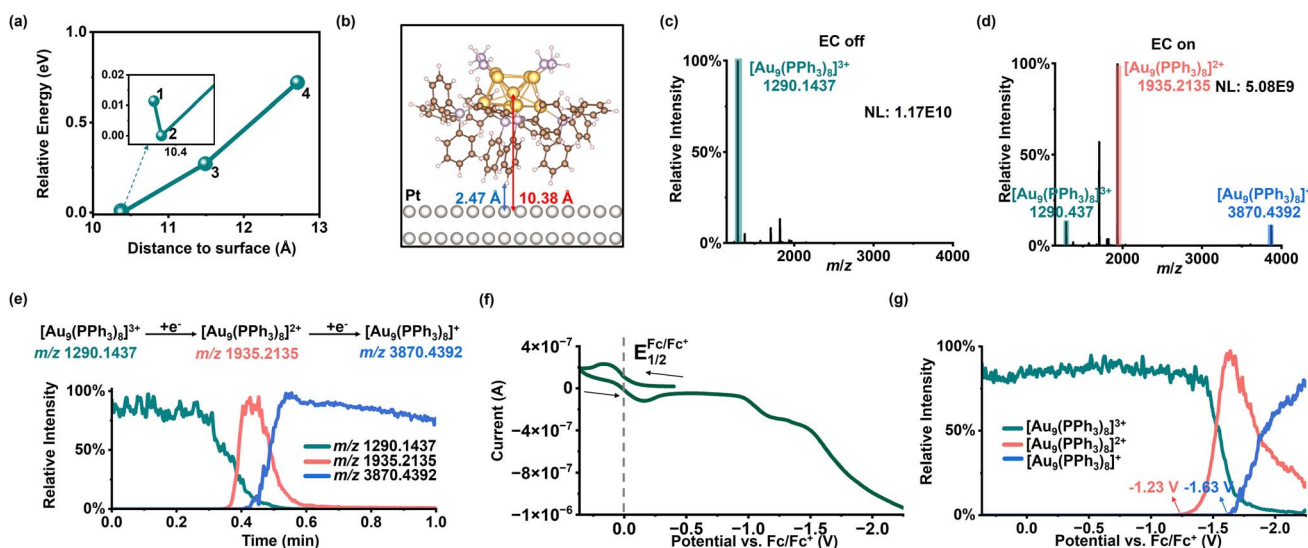 (a)
Relative Energy (eV)
1.0
0.5
0.0
0.02
0.01
0.00
1
2
10.4
3
4
10 11 12 13
Distance to surface (Å)
(b)
Pt
2.47 Å
10.38 Å
(c)
EC off
[Au₉(PPh₃)₈]³⁺
1290.1437
NL: 1.17E10
Relative Intensity
100%
50%
0%
2000 3000 4000
m/z
(d)
EC on
[Au₉(PPh₃)₈]²⁺
1935.2135 NL: 5.08E9
Relative Intensity
100%
50%
0%
[Au₉(PPh₃)₈]³⁺
1290.437
[Au₉(PPh₃)₈]⁺
3870.4392
2000 3000 4000
m/z
(e)
[Au₉(PPh₃)₈]³⁺ +e⁻ [Au₉(PPh₃)₈]²⁺ +e⁻ [Au₉(PPh₃)₈]⁺
m/z 1290.1437 m/z 1935.2135 m/z 3870.4392
Relative Intensity
100%
50%
0%
m/z 1290.1437
m/z 1935.2135
m/z 3870.4392
0.0 0.2 0.4 0.6 0.8 1.0
Time (min)
(f)
Current (A)
4×10⁻⁷
0
−4×10⁻⁷
−8×10⁻⁷
−1×10⁻⁶
E₁/₂ Fc/Fc⁺
0.0 −0.5 −1.0 −1.5 −2.0
Potential vs. Fc/Fc⁺ (V)
(g)
Relative Intensity
100%
50%
0%
[Au₉(PPh₃)₈]³⁺
[Au₉(PPh₃)₈]²⁺
[Au₉(PPh₃)₈]⁺
-1.23 V -1.63 V
0.0 −0.5 −1.0 −1.5 −2.0
Potential vs. Fc/Fc⁺ (V)